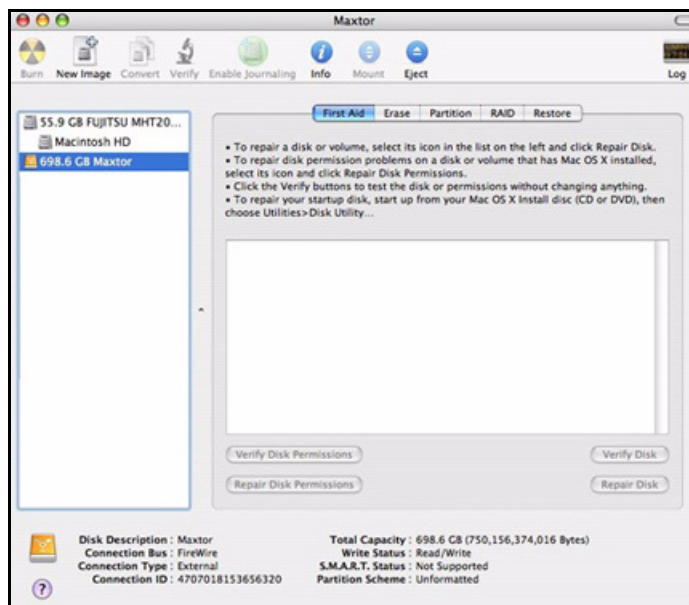 Maxtor
Burn New Image Convert Verify Enable Journaling Info Mount Eject Log
55.9 GB FUJITSU MHT20...
Macintosh HD
698.6 GB Maxtor
First Aid Erase Partition RAID Restore
• To repair a disk or volume, select its icon in the list on the left and click Repair Disk.
• To repair disk permission problems on a disk or volume that has Mac OS X installed,
select its icon and click Repair Disk Permissions.
• Click the Verify buttons to test the disk or permissions without changing anything.
• To repair your startup disk, start up from your Mac OS X Install disc (CD or DVD), then
choose Utilities>Disk Utility...
Verify Disk Permissions Verify Disk
Repair Disk Permissions Repair Disk
Disk Description : Maxtor Total Capacity : 698.6 GB (750,156,374,016 Bytes)
Connection Bus : FireWire Write Status : Read/Write
Connection Type : External S.M.A.R.T. Status : Not Supported
Connection ID : 4707018153656320 Partition Scheme : Unformatted
?